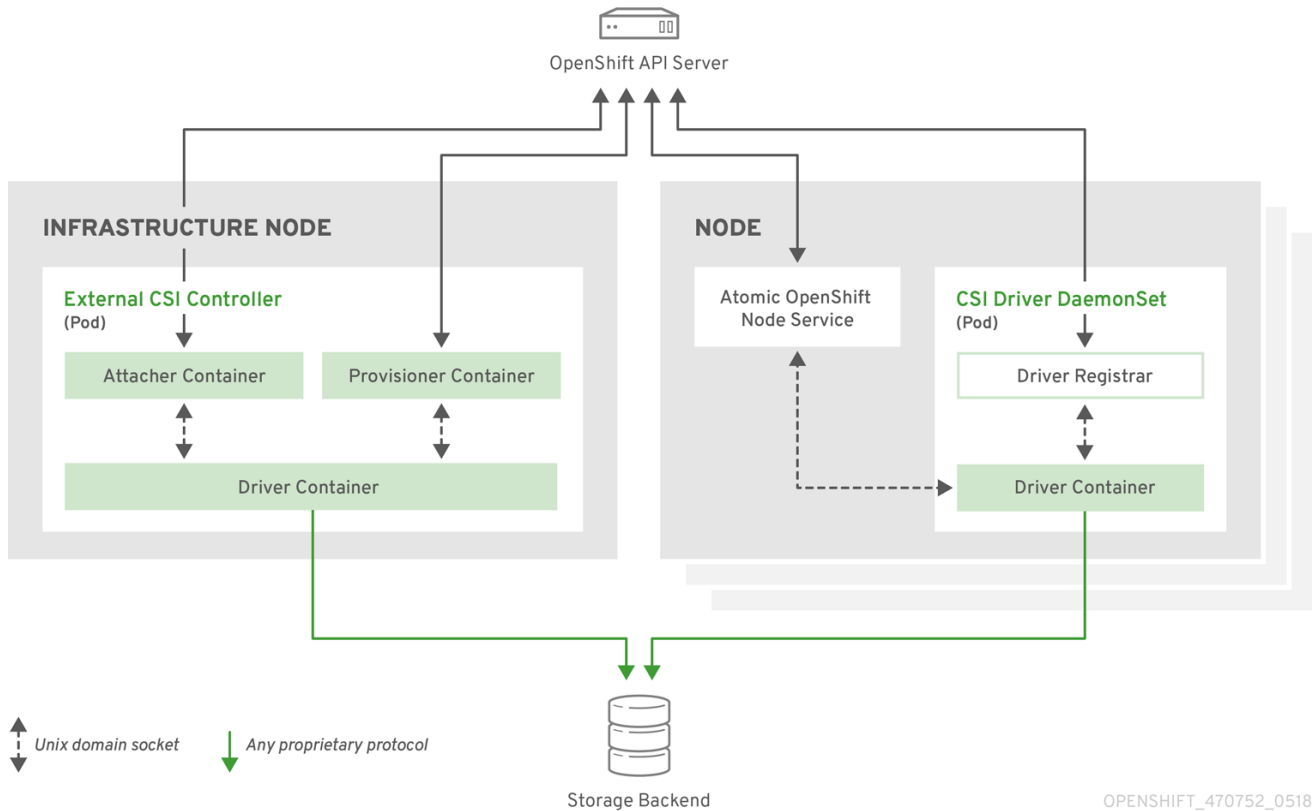 OpenShift API Server
INFRASTRUCTURE NODE
External CSI Controller
(Pod)
Attacher Container
Provisioner Container
Driver Container
NODE
Atomic OpenShift
Node Service
CSI Driver DaemonSet
(Pod)
Driver Registrar
Driver Container
Unix domain socket
Any proprietary protocol
Storage Backend
OPENSHIFT_470752_0518